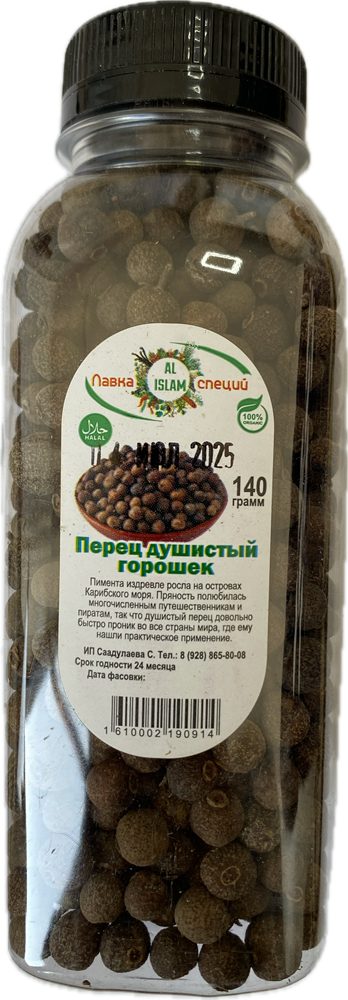 AL
Лавка ISLAM специй
حلال
HALAL
100%
ORGANIC
ИЮЛ 2025
140
грамм
Перец душистый
горошек
Пимента издревле росла на островах
Карибского моря. Пряность полюбилась
многочисленным путешественникам и
пиратам, так что душистый перец довольно
быстро проник во все страны мира, где ему
нашли практическое применение.
ИП Саадулаева С. Тел.: 8 (928) 865-80-08
Срок годности 24 месяца
Дата фасовки:
1 610002 190914